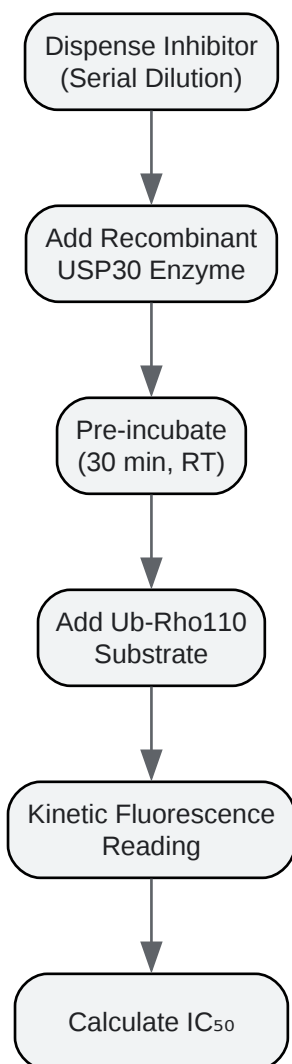 Dispense Inhibitor
(Serial Dilution)
Add Recombinant
USP30 Enzyme
Pre-incubate
(30 min, RT)
Add Ub-Rho110
Substrate
Kinetic Fluorescence
Reading
Calculate IC₅₀